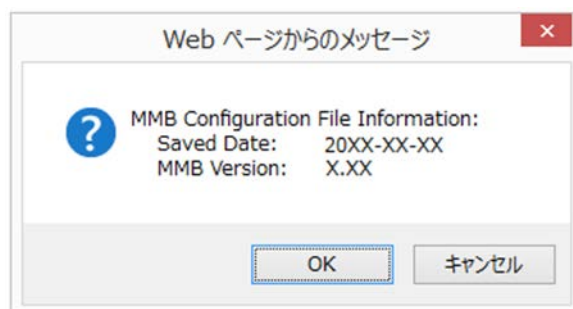 Web ページからのメッセージ
MMB Configuration File Information:
Saved Date: 20XX-XX-XX
MMB Version: X.XX
OK キャンセル